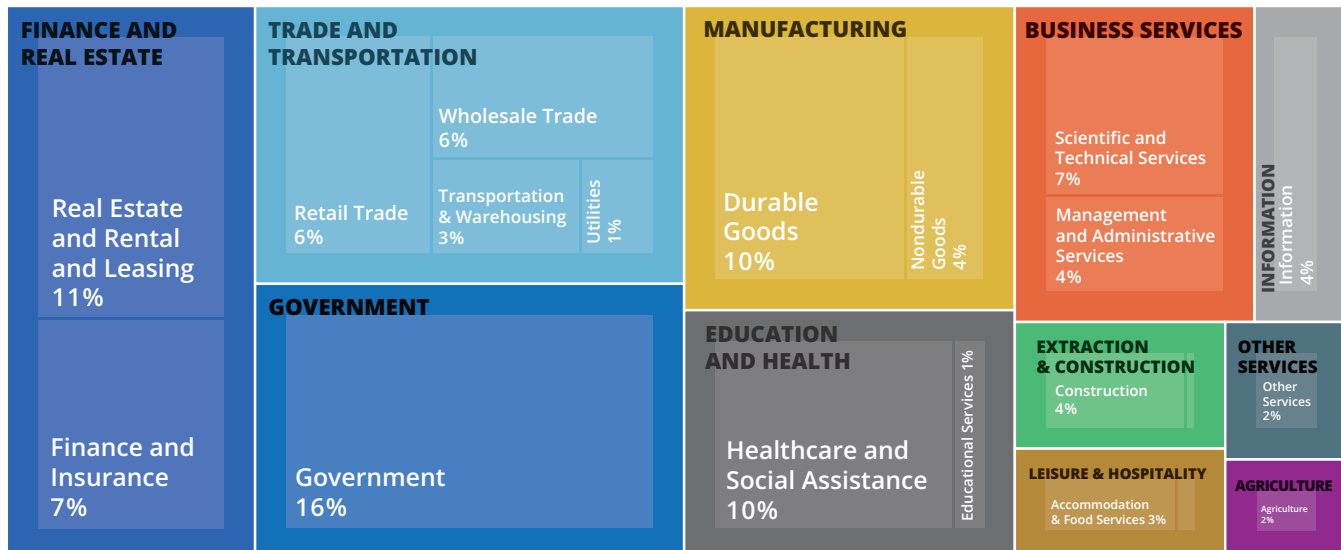 FINANCE AND
REAL ESTATE
Real Estate
and Rental
and Leasing
11%
Finance and
Insurance
7%
TRADE AND
TRANSPORTATION
Retail Trade
6%
Wholesale Trade
6%
Transportation
& Warehousing
3%
Utilities
1%
GOVERNMENT
Government
16%
MANUFACTURING
Durable
Goods
10%
Nondurable
Goods
4%
EDUCATION
AND HEALTH
Healthcare and
Social Assistance
10%
Educational Services 1%
BUSINESS SERVICES
Scientific and
Technical Services
7%
Management
and Administrative
Services
4%
INFORMATION
Information
4%
EXTRACTION
& CONSTRUCTION
Construction
4%
OTHER
SERVICES
Other
Services
2%
LEISURE & HOSPITALITY
Accommodation
& Food Services 3%
AGRICULTURE
Agriculture
2%